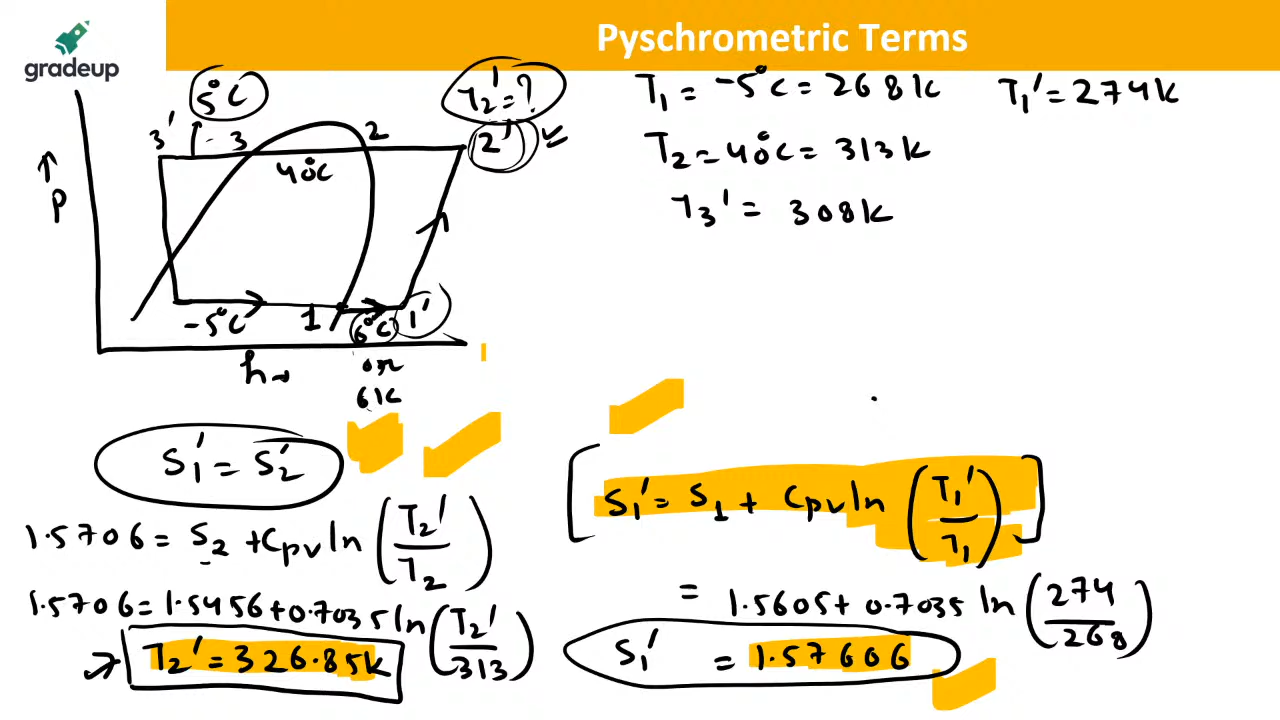 Pyschrometric Terms
gradeup
5°C
T2' = ?
3' 3 2 2'
40°C
↑
P
-5°C 1 6°C 1'
h→
or
6K
T1 = -5°C = 268K T1' = 274K
T2 = 40°C = 313K
T3' = 308K
S1' = S2'
1.5706 = S2 + Cpv ln (T2'/T2)
1.5706 = 1.5456 + 0.7035 ln (T2'/313)
T2' = 326.85K
S1' = S1 + Cpv ln (T1'/T1)
= 1.5605 + 0.7035 ln (274/268)
S1' = 1.57606